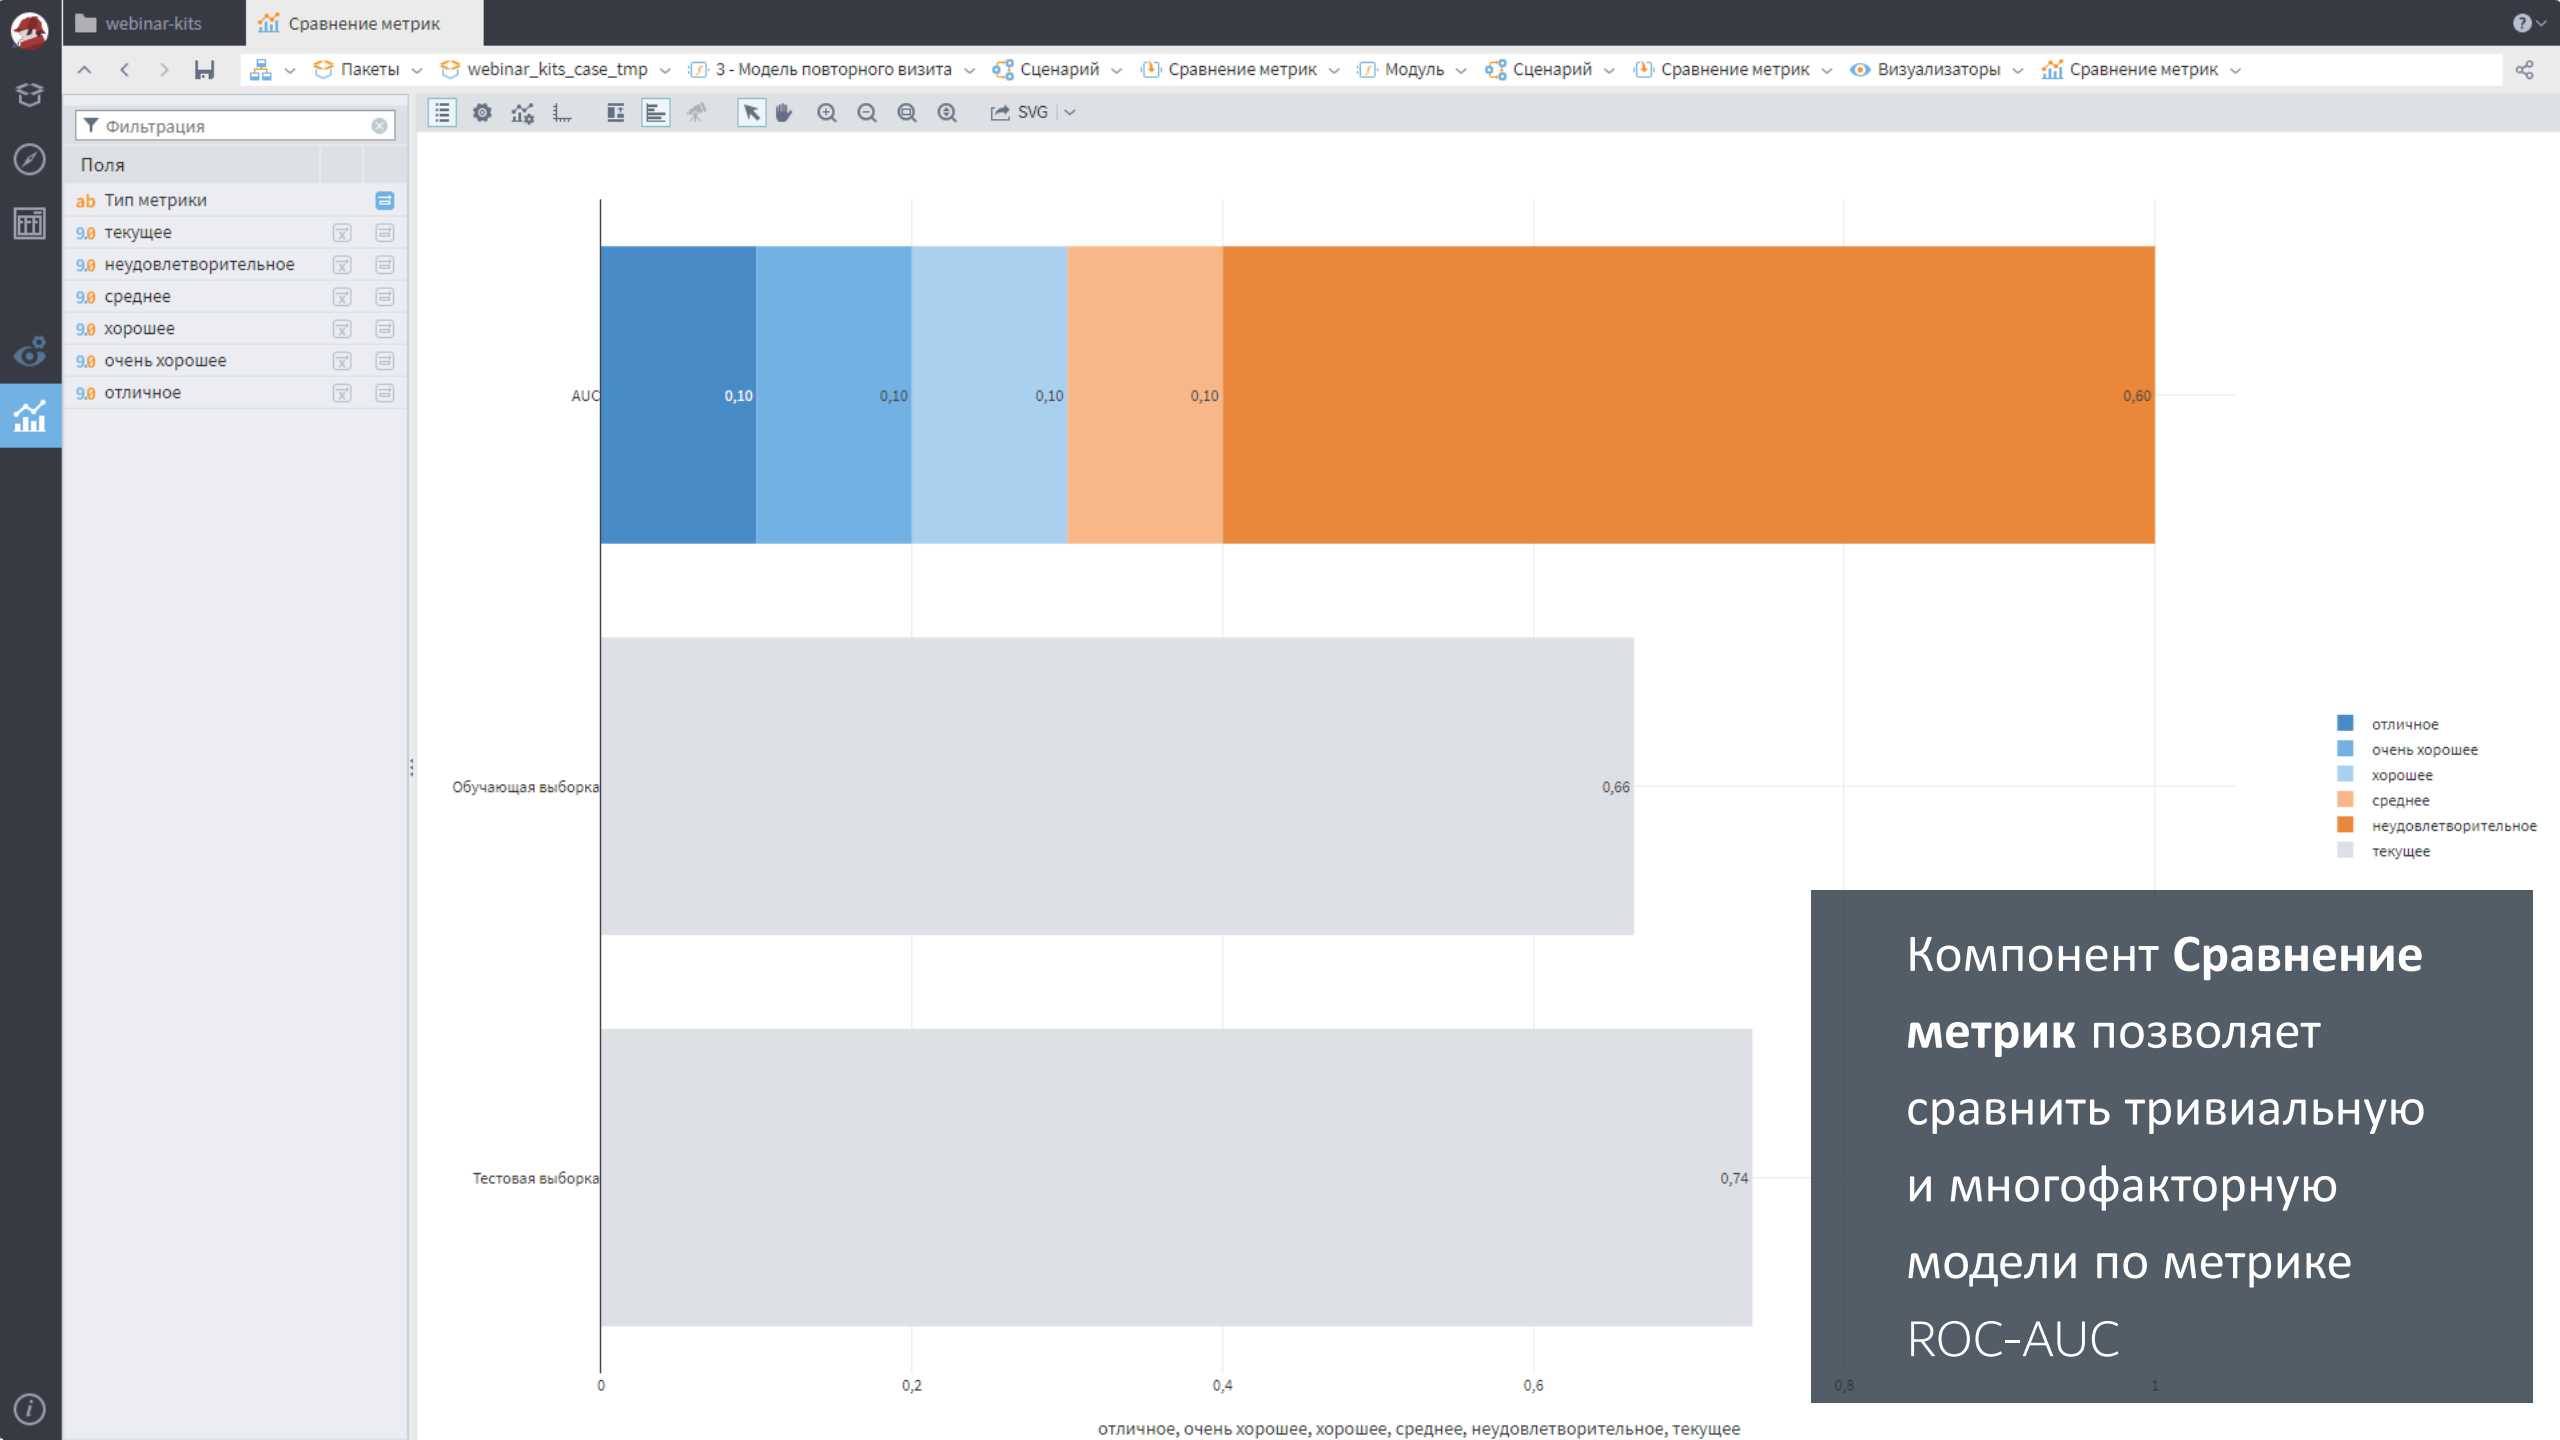 webinar-kits
Сравнение метрик
Пакеты
webinar_kits_case_tmp
3 - Модель повторного визита
Сценарий
Сравнение метрик
Модуль
Сценарий
Сравнение метрик
Визуализаторы
Сравнение метрик
Фильтрация
SVG
Поля
ab Тип метрики
9.0 текущее
9.0 неудовлетворительное
9.0 среднее
9.0 хорошее
9.0 очень хорошее
9.0 отличное
AUC
0,10
0,10
0,10
0,10
0,60
Обучающая выборка
0,66
Тестовая выборка
0,74
отличное
очень хорошее
хорошее
среднее
неудовлетворительное
текущее
Компонент Сравнение
метрик позволяет
сравнить тривиальную
и многофакторную
модели по метрике
ROC-AUC
0
0,2
0,4
0,6
0,8
1
отличное, очень хорошее, хорошее, среднее, неудовлетворительное, текущее